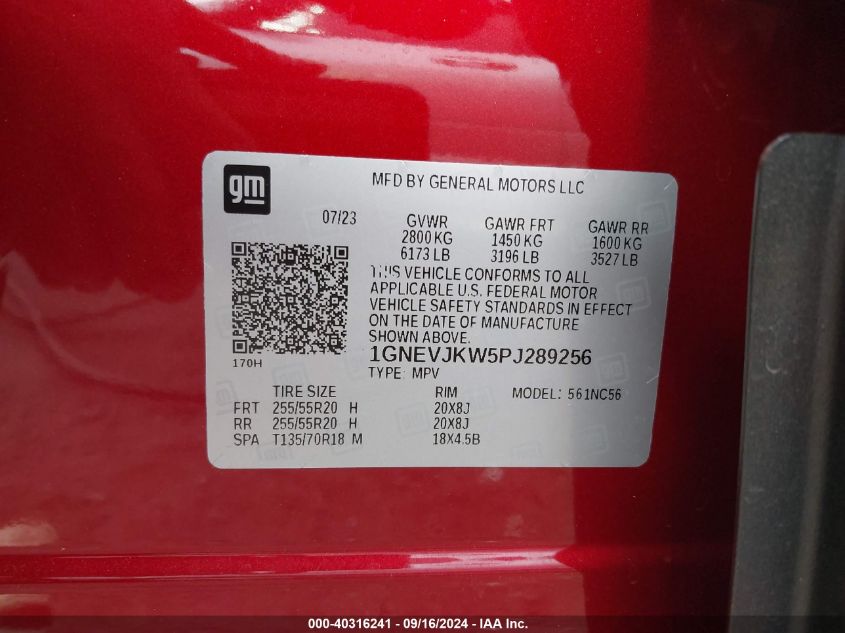 gm
MFD BY GENERAL MOTORS LLC
07/23 GVWR GAWR FRT GAWR RR
2800 KG 1450 KG 1600 KG
6173 LB 3196 LB 3527 LB
THIS VEHICLE CONFORMS TO ALL
APPLICABLE U.S. FEDERAL MOTOR
VEHICLE SAFETY STANDARDS IN EFFECT
ON THE DATE OF MANUFACTURE
SHOWN ABOVE.
170H
1GNEVJKW5PJ289256
TYPE: MPV
TIRE SIZE RIM MODEL: 561NC56
FRT 255/55R20 H 20X8J
RR 255/55R20 H 20X8J
SPA T135/70R18 M 18X4.5B
000-40316241 - 09/16/2024 - IAA Inc.